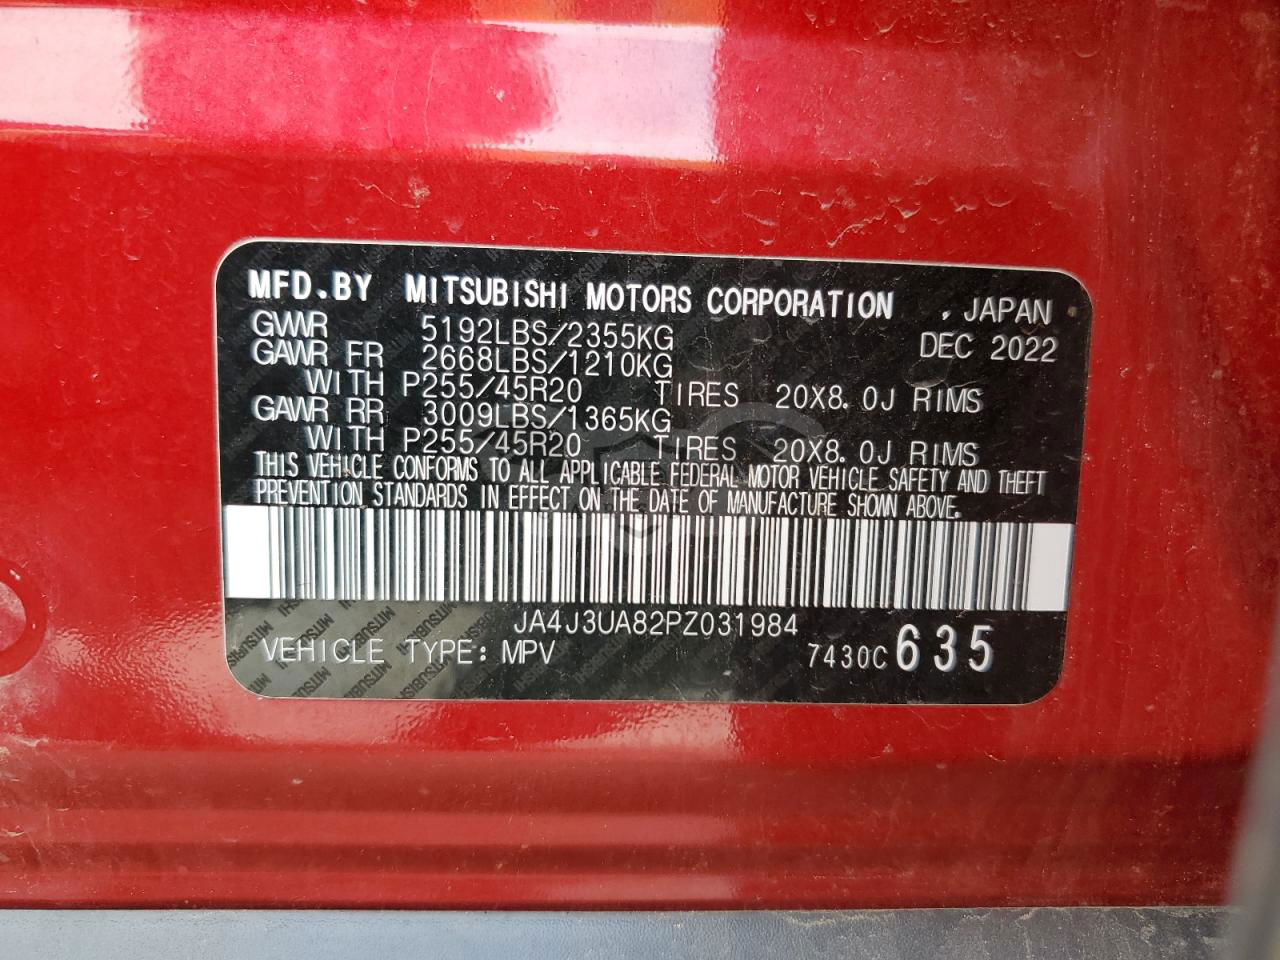 MFD.BY MITSUBISHI MOTORS CORPORATION , JAPAN
GVWR 5192LBS/2355KG DEC 2022
GAWR FR 2668LBS/1210KG
WITH P255/45R20 TIRES 20X8.0J RIMS
GAWR RR 3009LBS/1365KG
WITH P255/45R20 TIRES 20X8.0J RIMS
THIS VEHICLE CONFORMS TO ALL APPLICABLE FEDERAL MOTOR VEHICLE SAFETY AND THEFT
PREVENTION STANDARDS IN EFFECT ON THE DATE OF MANUFACTURE SHOWN ABOVE.
JA4J3UA82PZ031984
VEHICLE TYPE: MPV 7430C 635